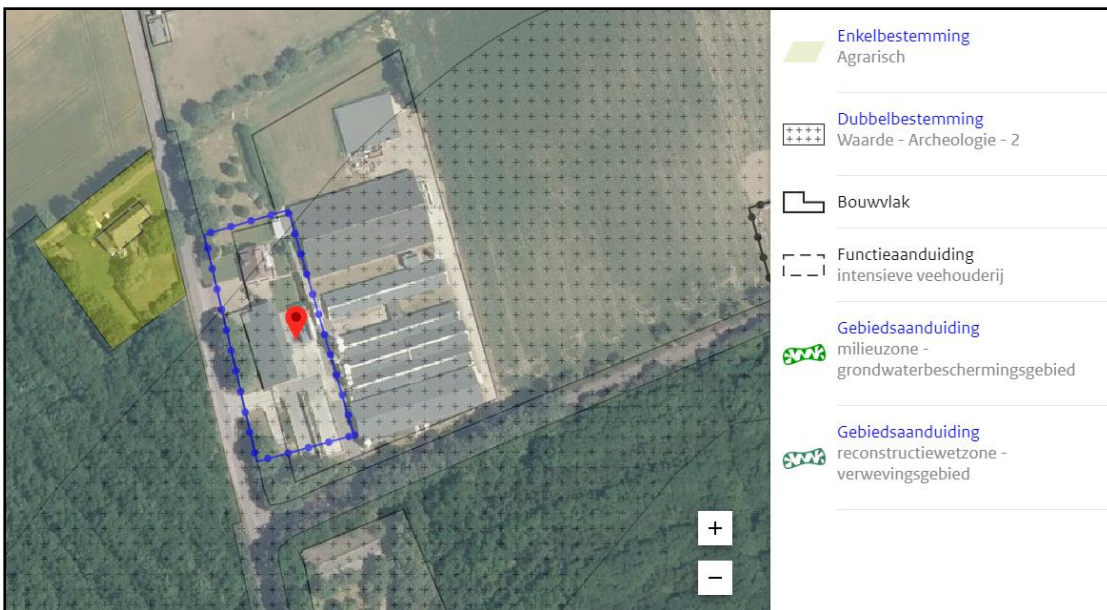 Enkelbestemming
Agrarisch
Dubbelbestemming
Waarde - Archeologie - 2
Bouwvlak
Functieaanduiding
intensieve veehouderij
Gebiedsaanduiding
milieuzone -
grondwaterbeschermingsgebied
Gebiedsaanduiding
reconstructiewetzone -
verwevingsgebied
+
−